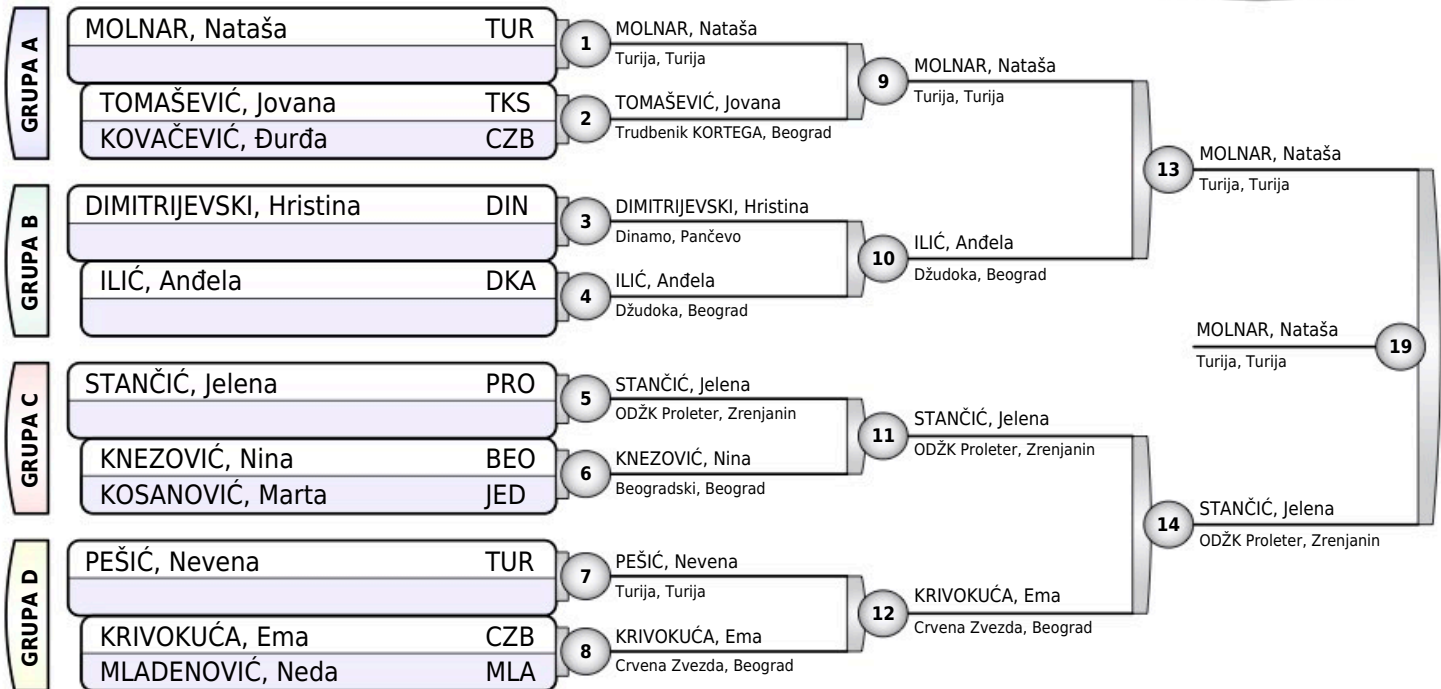 GRUPA A
MOLNAR, Nataša TUR
TOMAŠEVIĆ, Jovana TKS
KOVAČEVIĆ, Đurđa CZB
1
MOLNAR, Nataša
Turija, Turija
2
TOMAŠEVIĆ, Jovana
Trudbenik KORTEGA, Beograd
9
MOLNAR, Nataša
Turija, Turija
GRUPA B
DIMITRIJEVSKI, Hristina DIN
ILIĆ, Anđela DKA
3
DIMITRIJEVSKI, Hristina
Dinamo, Pančevo
4
ILIĆ, Anđela
Džudoka, Beograd
10
ILIĆ, Anđela
Džudoka, Beograd
13
MOLNAR, Nataša
Turija, Turija
GRUPA C
STANČIĆ, Jelena PRO
KNEZOVIĆ, Nina BEO
KOSANOVIĆ, Marta JED
5
STANČIĆ, Jelena
ODŽK Proleter, Zrenjanin
6
KNEZOVIĆ, Nina
Beogradski, Beograd
11
STANČIĆ, Jelena
ODŽK Proleter, Zrenjanin
GRUPA D
PEŠIĆ, Nevena TUR
KRIVOKUĆA, Ema CZB
MLADENOVIĆ, Neda MLA
7
PEŠIĆ, Nevena
Turija, Turija
8
KRIVOKUĆA, Ema
Crvena Zvezda, Beograd
12
KRIVOKUĆA, Ema
Crvena Zvezda, Beograd
14
STANČIĆ, Jelena
ODŽK Proleter, Zrenjanin
MOLNAR, Nataša
Turija, Turija
19